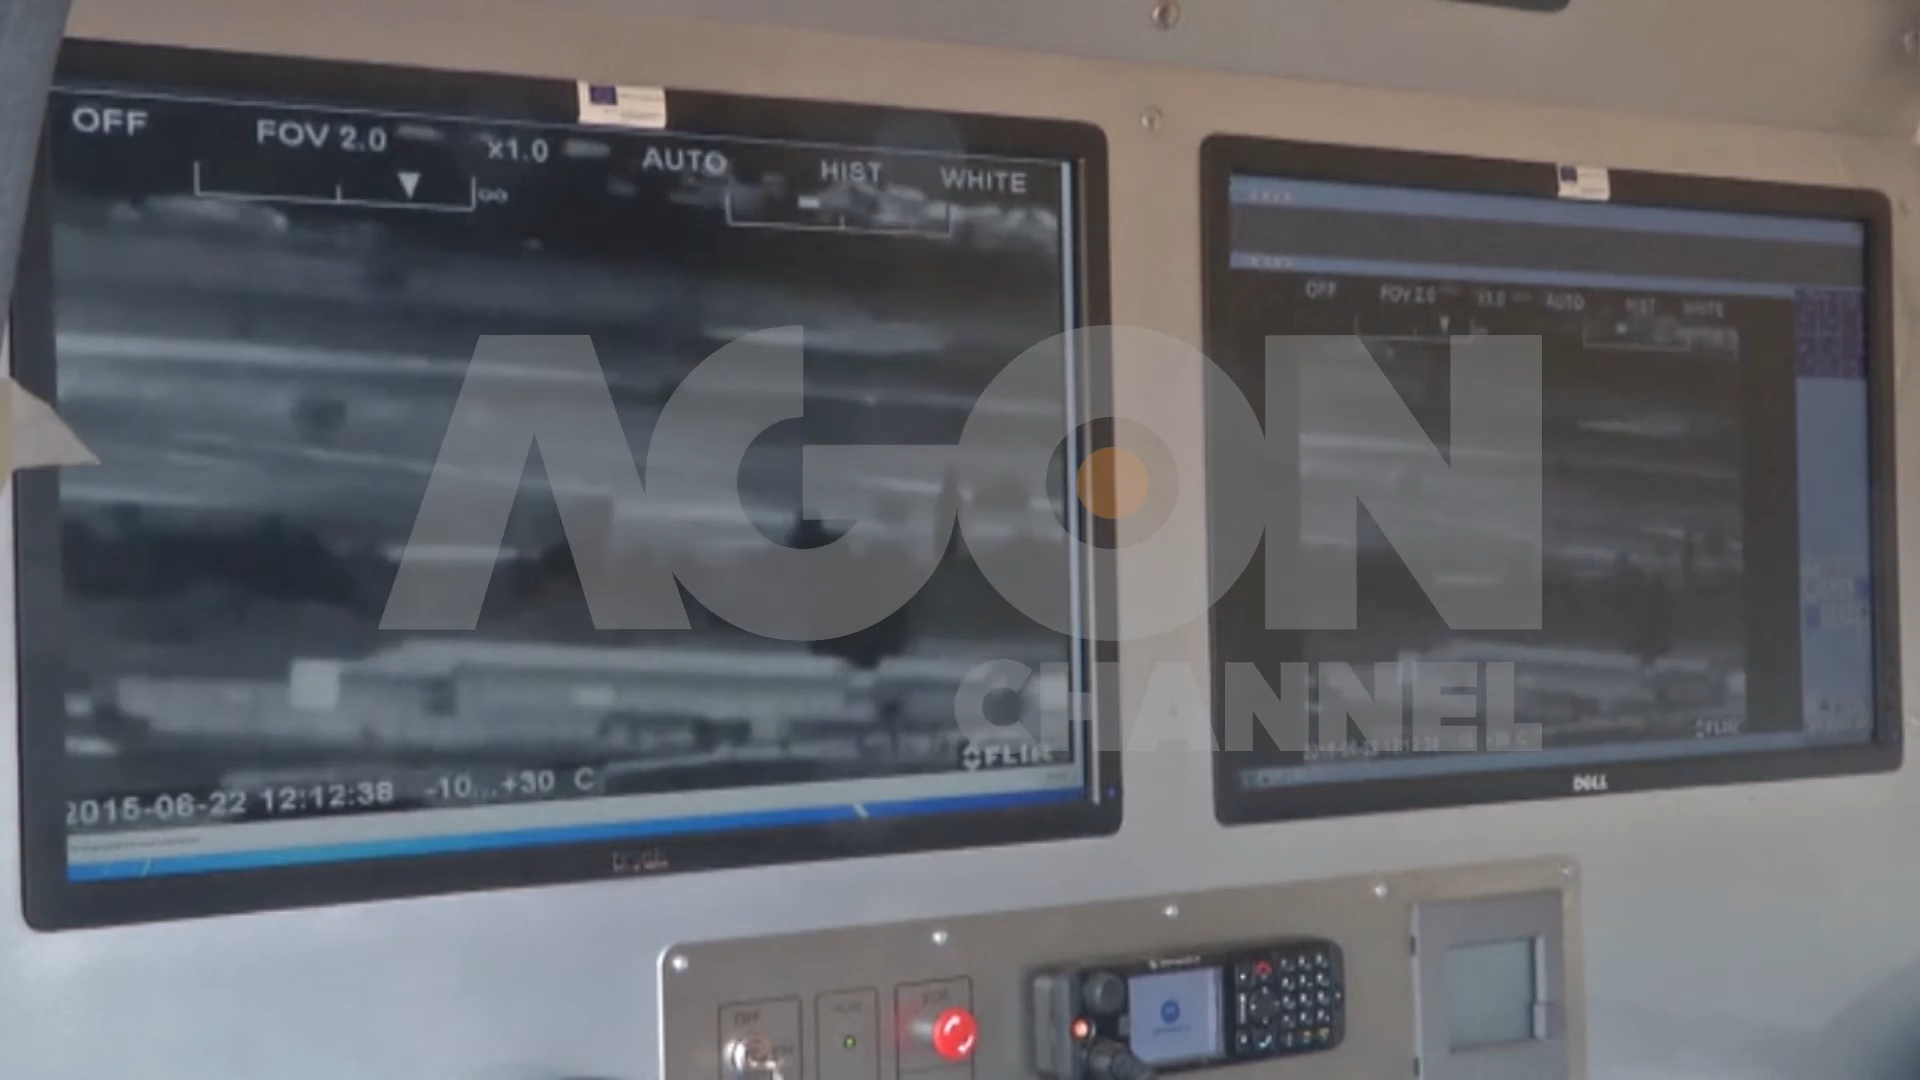 OFF FOV 2.0 x1.0 AUTO HIST WHITE
∞
2015-06-22 12:12:38 -10...+30 C
FLIR
OFF FOV 2.0 x1.0 AUTO HIST WHITE
FLIR
DELL
AGON
CHANNEL
OFF